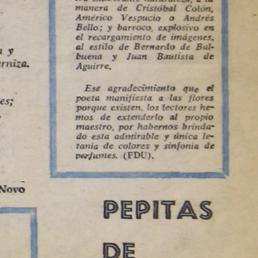 manera de Cristóbal Colón,
Américo Vespucio o Andrés
Bello; y barroco, explosivo en
el recargamiento de imágenes,
al estilo de Bernardo de Bal-
buena y Juan Bautista de
Aguirre.
Ese agradecimiento que el
poeta manifiesta a las flores
porque existen, los lectores he-
mos de extenderlo al propio
maestro, por habernos brinda-
do esta admirable y única le-
tanía de colores y sinfonía de
perfumes. (FDU).
y
erniza.
es;
Novo
PEPITAS
DE